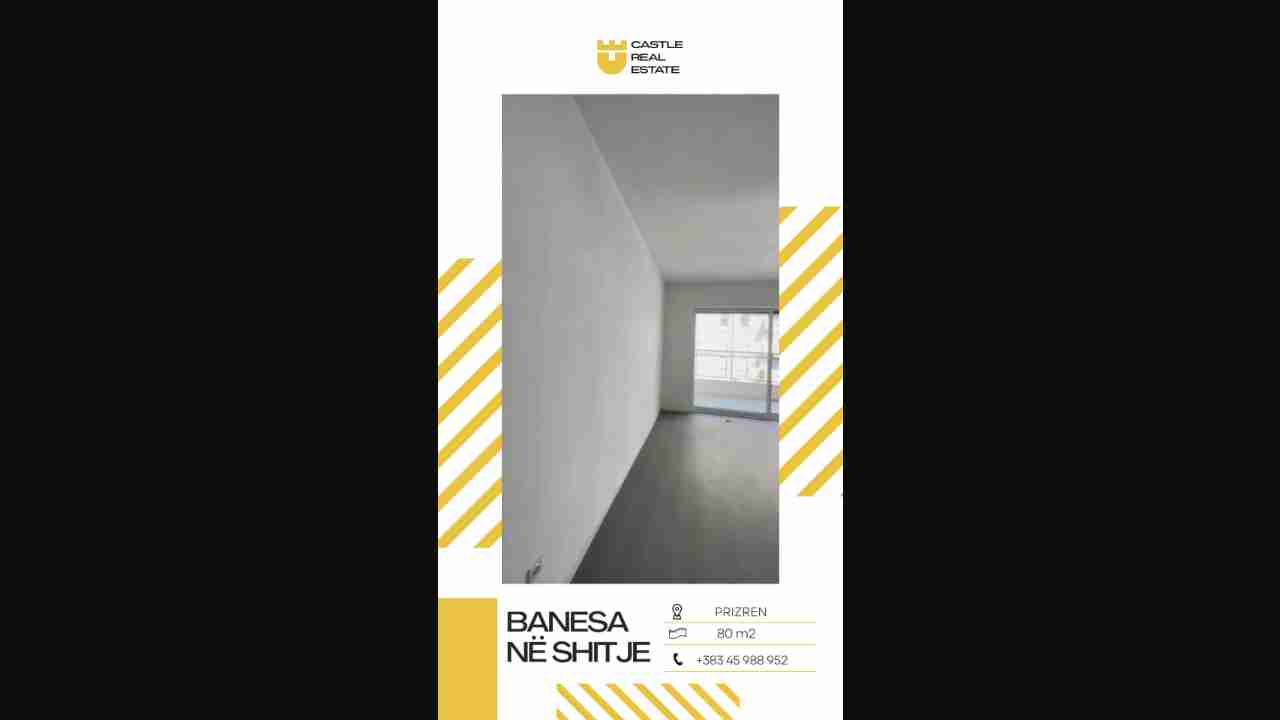 CASTLE
REAL
ESTATE
BANESA
NË SHITJE
PRIZREN
80 m2
+383 45 988 952